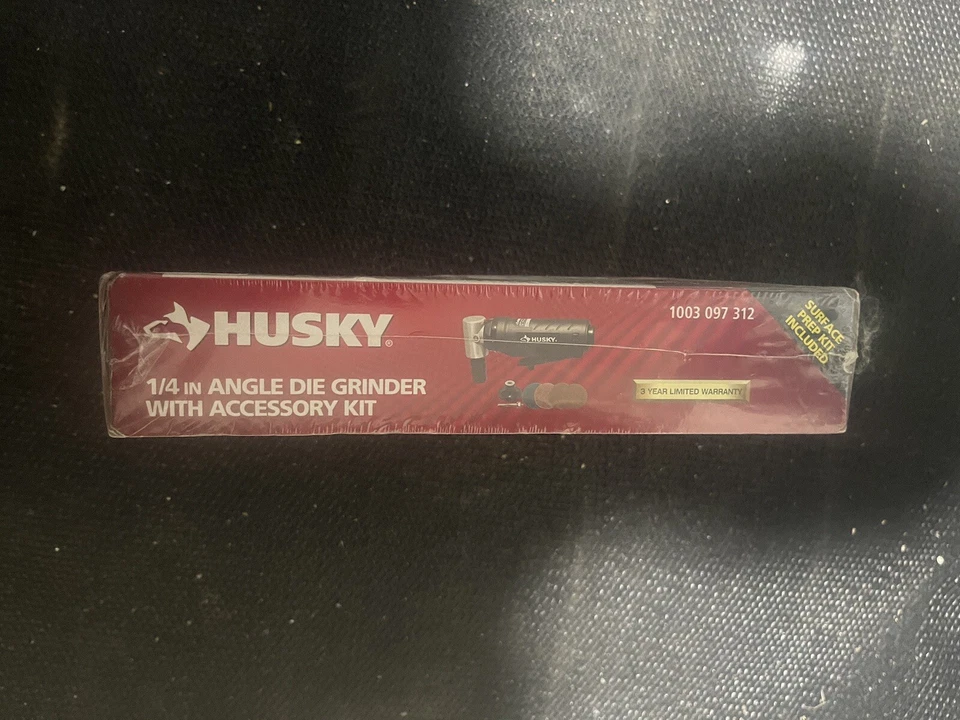 HUSKY®
1/4 IN ANGLE DIE GRINDER
WITH ACCESSORY KIT
HUSKY
1003 097 312
3 YEAR LIMITED WARRANTY
SURFACE
PREP KIT
INCLUDED